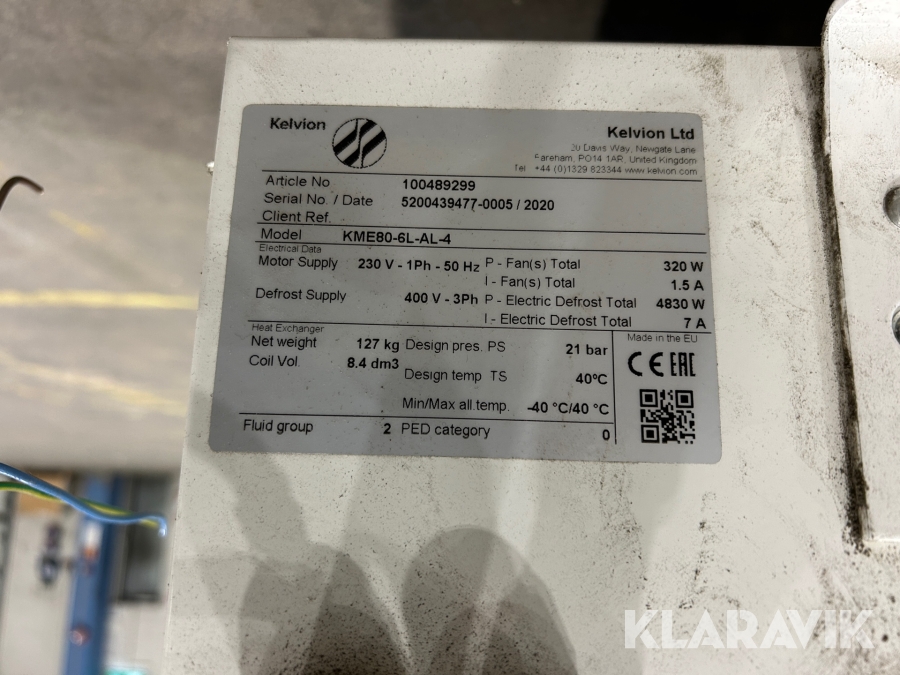 Kelvion
Kelvion Ltd
20 Davis Way, Newgate Lane
Fareham, PO14 1AR, United Kingdom
Tel +44 (0)1329 823344 www.kelvion.com
Article No 100489299
Serial No. / Date 5200439477-0005 / 2020
Client Ref.
Model KME80-6L-AL-4
Electrical Data
Motor Supply 230 V - 1Ph - 50 Hz P - Fan(s) Total 320 W
I - Fan(s) Total 1.5 A
Defrost Supply 400 V - 3Ph P - Electric Defrost Total 4830 W
I - Electric Defrost Total 7 A
Heat Exchanger
Made in the EU
Net weight 127 kg Design pres. PS 21 bar
Coil Vol. 8.4 dm3
Design temp TS 40°C
CE EAC
Min/Max all.temp. -40 °C/40 °C
Fluid group 2 PED category 0
KLARAVIK